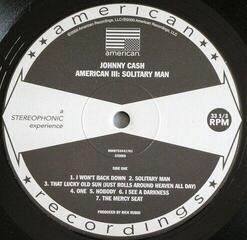 american
©2000 American Recordings, LLC. ℗2000 American Recordings, LLC.
american
JOHNNY CASH
AMERICAN III: SOLITARY MAN
a
STEREOPHONIC
experience
33 1/3
RPM
STEREO
SIDE ONE
1. I WON'T BACK DOWN 2. SOLITARY MAN
3. THAT LUCKY OLD SUN (JUST ROLLS AROUND HEAVEN ALL DAY)
4. ONE 5. NOBODY 6. I SEE A DARKNESS
7. THE MERCY SEAT
PRODUCED BY RICK RUBIN
recordings